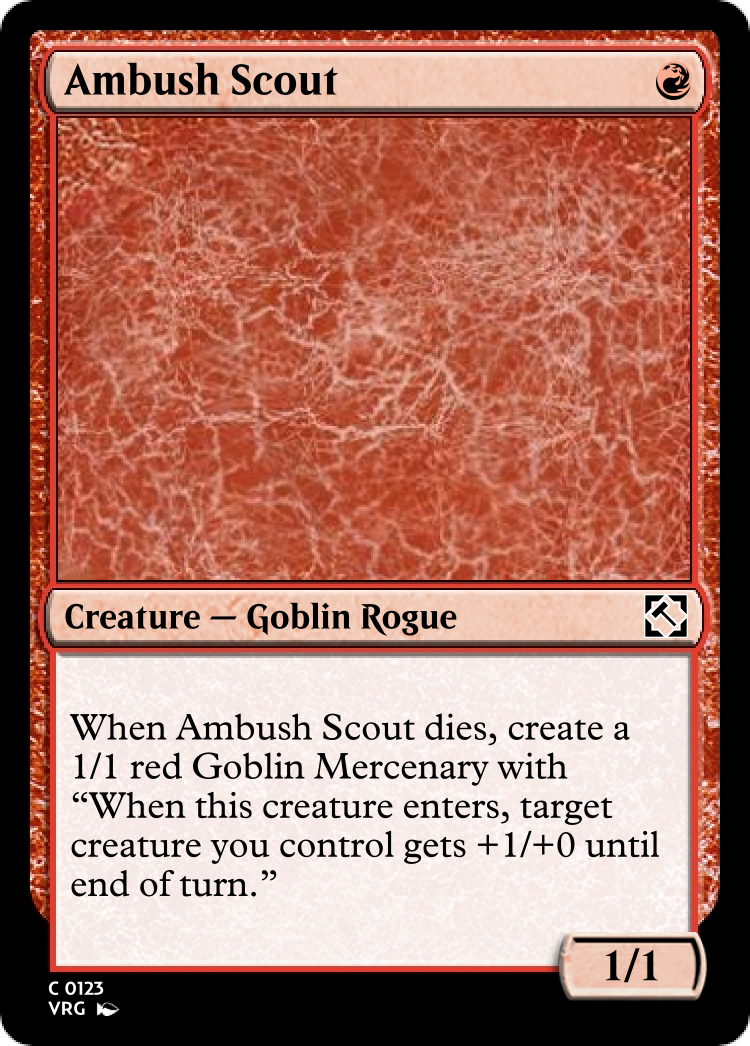 Ambush Scout
Creature — Goblin Rogue
When Ambush Scout dies, create a
1/1 red Goblin Mercenary with
“When this creature enters, target
creature you control gets +1/+0 until
end of turn.”
1/1
C 0123
VRG